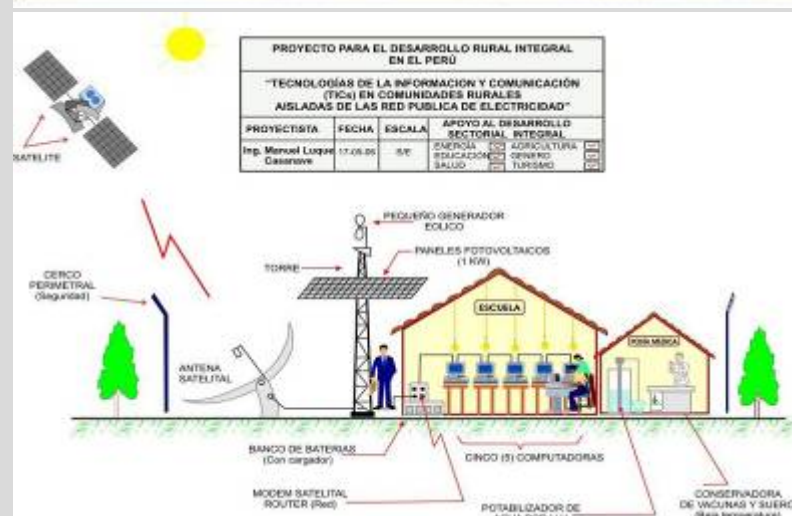 PROYECTO PARA EL DESARROLLO RURAL INTEGRAL
EN EL PERÚ
"TECNOLOGÍAS DE LA INFORMACION Y COMUNICACIÓN
(TICs) EN COMUNIDADES RURALES
AISLADAS DE LAS RED PUBLICA DE ELECTRICIDAD"
PROYECTISTA FECHA ESCALA APOYO AL DESARROLLO
SECTORIAL INTEGRAL
Ing. Manuel Luque
Casanave
17.05.06
S/E
ENERGÍA AGRICULTURA
EDUCACIÓN GENERO
SALUD TURISMO
SATELITE
PEQUEÑO GENERADOR
EOLICO
PANELES FOTOVOLTAICOS
(1 KW)
TORRE
CERCO
PERIMETRAL
(Seguridad)
ESCUELA
POSTA MEDICA
ANTENA
SATELITAL
BANCO DE BATERIAS
(Con cargador)
CINCO (5) COMPUTADORAS
MODEM SATELITAL
ROUTER (Red)
POTABILIZADOR DE
CONSERVADORA
DE VACUNAS Y SUERO